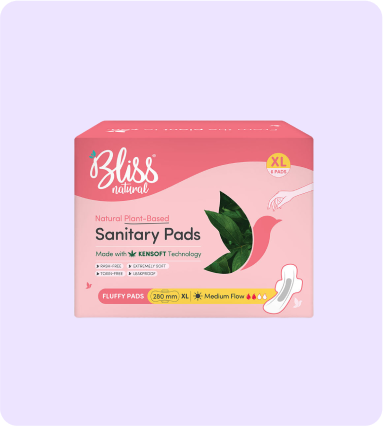 Bliss
natural
XL
6 PADS
Natural Plant-Based
Sanitary Pads
Made with KENSOFT Technology
RASH-FREE
EXTREMELY SOFT
TOXIN-FREE
LEAKPROOF
FLUFFY PADS
280 mm
XL
Medium Flow